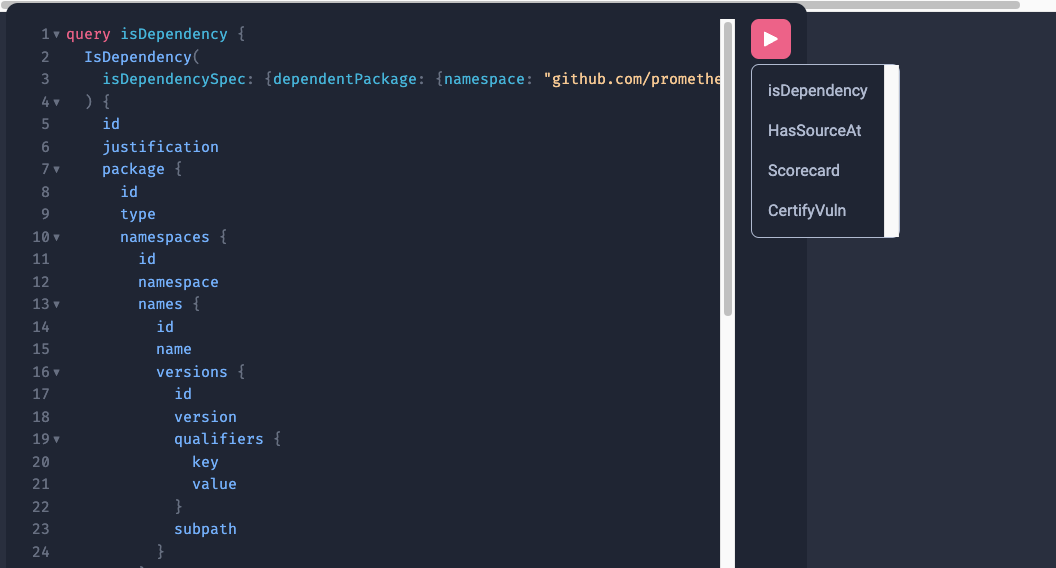 1 query isDependency {
2 IsDependency(
3 isDependencySpec: {dependentPackage: {namespace: "github.com/promethe
4 ) {
5 id
6 justification
7 package {
8 id
9 type
10 namespaces {
11 id
12 namespace
13 names {
14 id
15 name
16 versions {
17 id
18 version
19 qualifiers {
20 key
21 value
22 }
23 subpath
24 }
isDependency
HasSourceAt
Scorecard
CertifyVuln